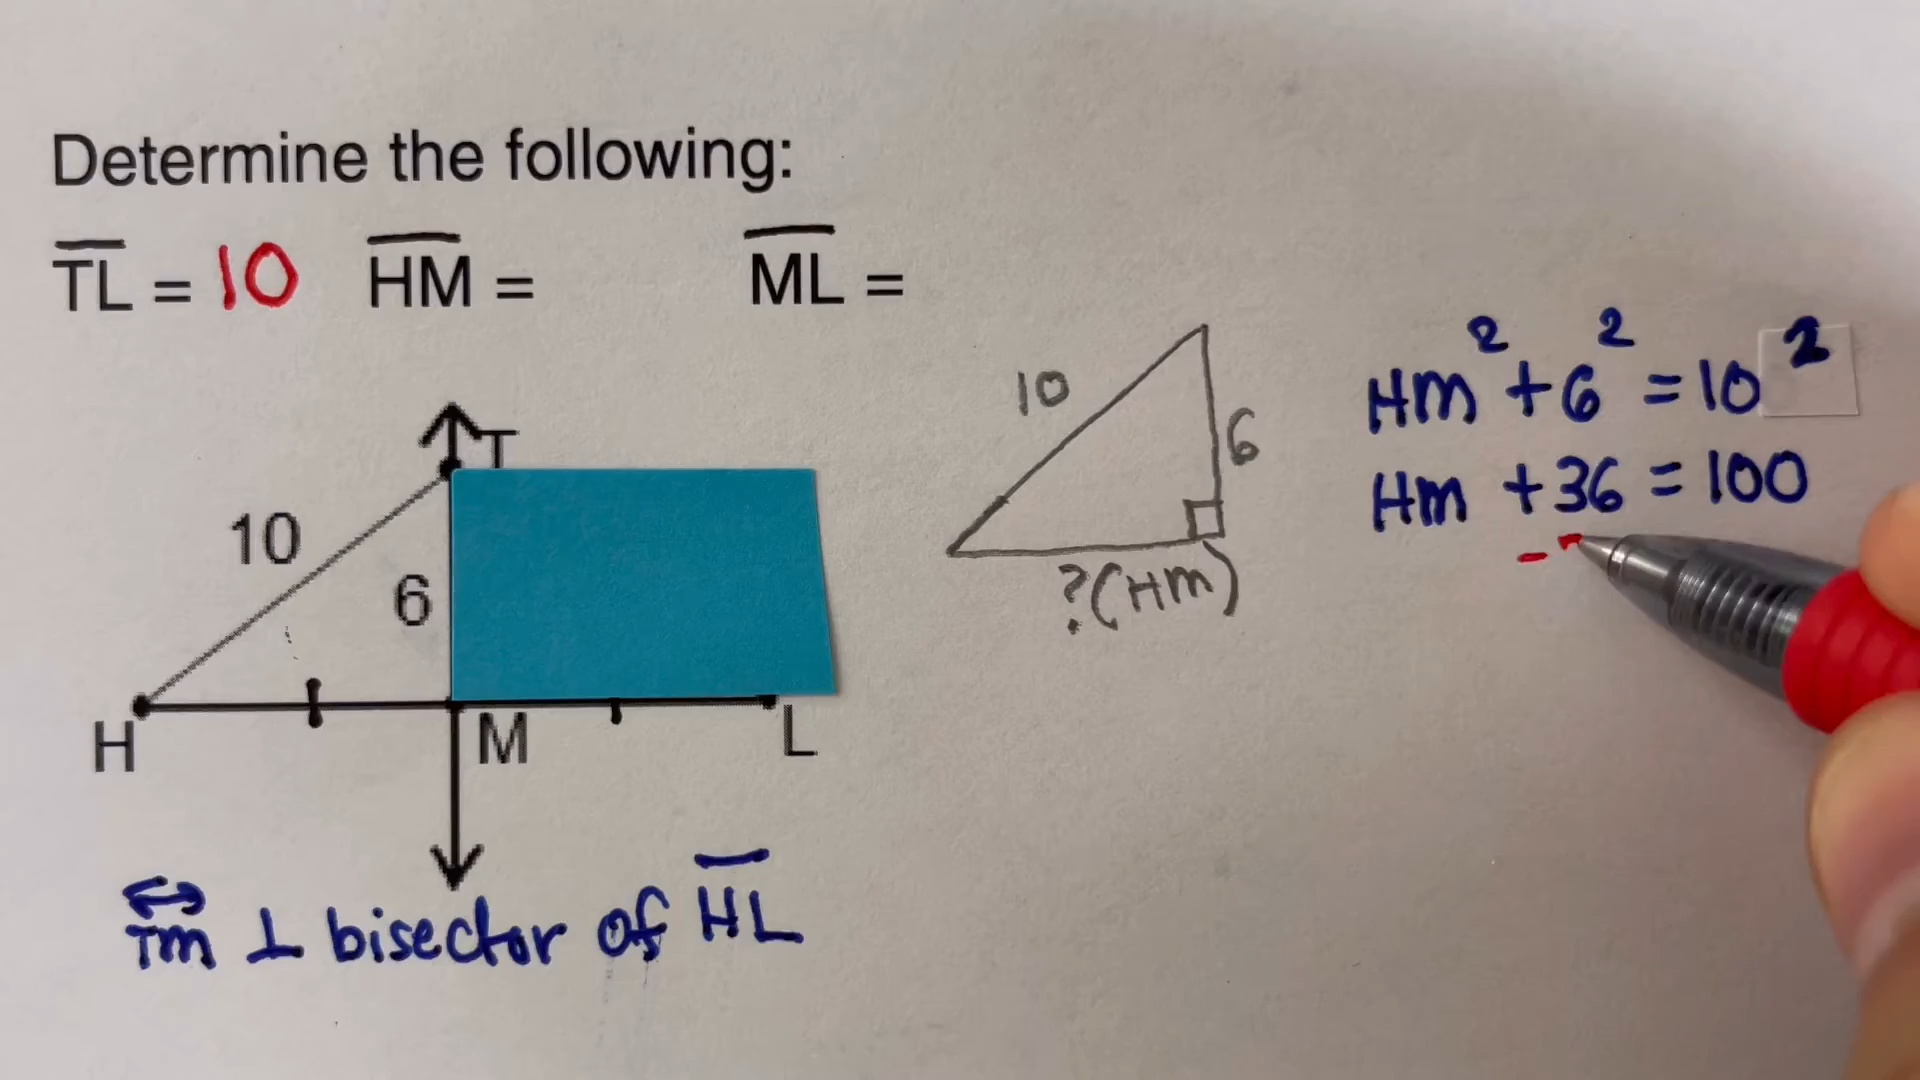 Determine the following:
TL = 10 HM = ML =
T
10
6
H M L
TM ⊥ bisector of HL
10
6
?(HM)
Hm² + 6² = 10²
Hm + 36 = 100
-